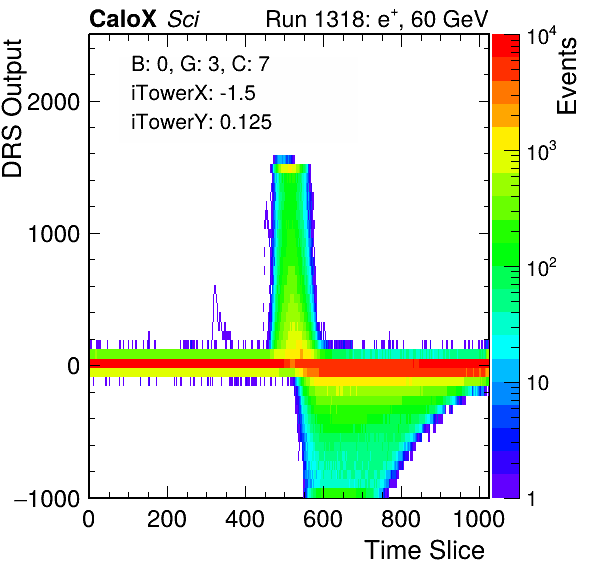 CaloX Sci Run 1318: e+, 60 GeV
B: 0, G: 3, C: 7
iTowerX: -1.5
iTowerY: 0.125
DRS Output
2000
1000
0
−1000
0 200 400 600 800 1000
Time Slice
Events
10^4
10^3
10^2
10
1